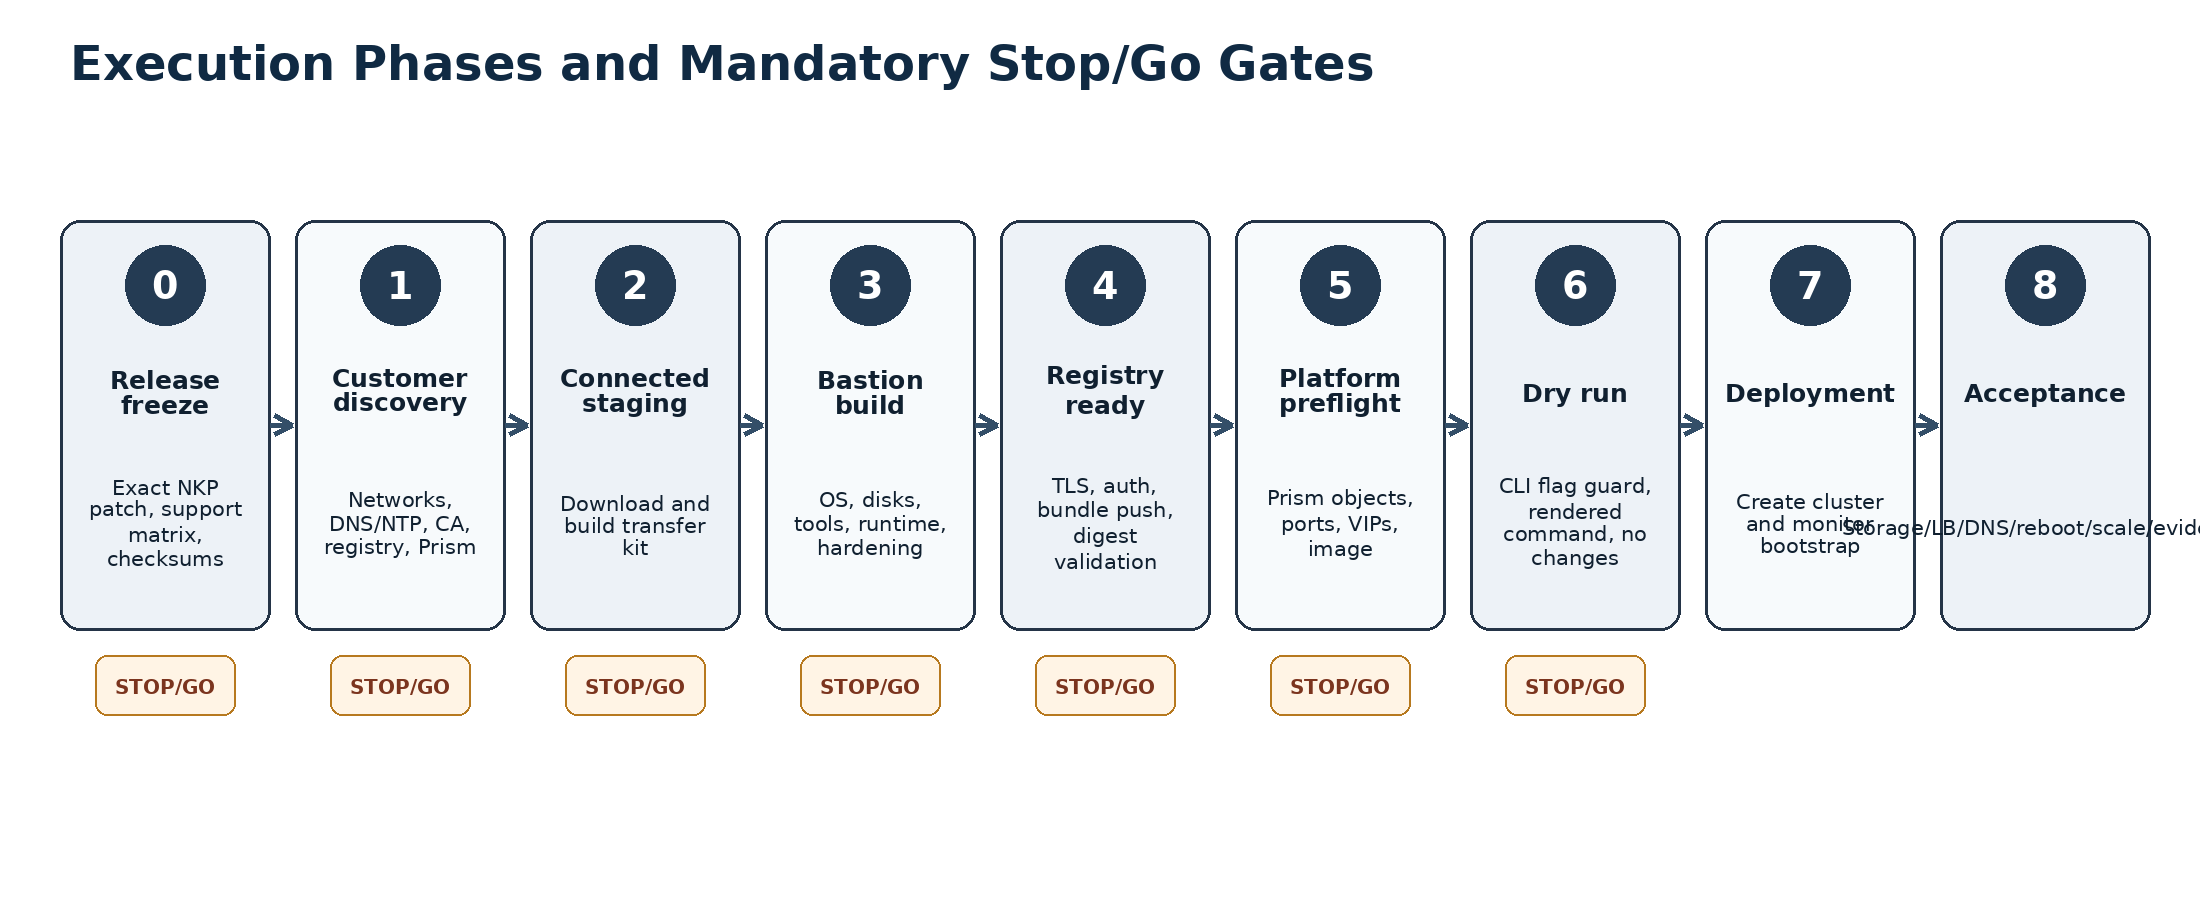 Execution Phases and Mandatory Stop/Go Gates
0
Release
freeze
Exact NKP
patch, support
matrix,
checksums
STOP/GO
1
Customer
discovery
Networks,
DNS/NTP, CA,
registry, Prism
STOP/GO
2
Connected
staging
Download and
build transfer
kit
STOP/GO
3
Bastion
build
OS, disks,
tools, runtime,
hardening
STOP/GO
4
Registry
ready
TLS, auth,
bundle push,
digest
validation
STOP/GO
5
Platform
preflight
Prism objects,
ports, VIPs,
image
STOP/GO
6
Dry run
CLI flag guard,
rendered
command, no
changes
STOP/GO
7
Deployment
Create cluster
and monitor
bootstrap
8
Acceptance
Storage/LB/DNS/reboot/scale/evide